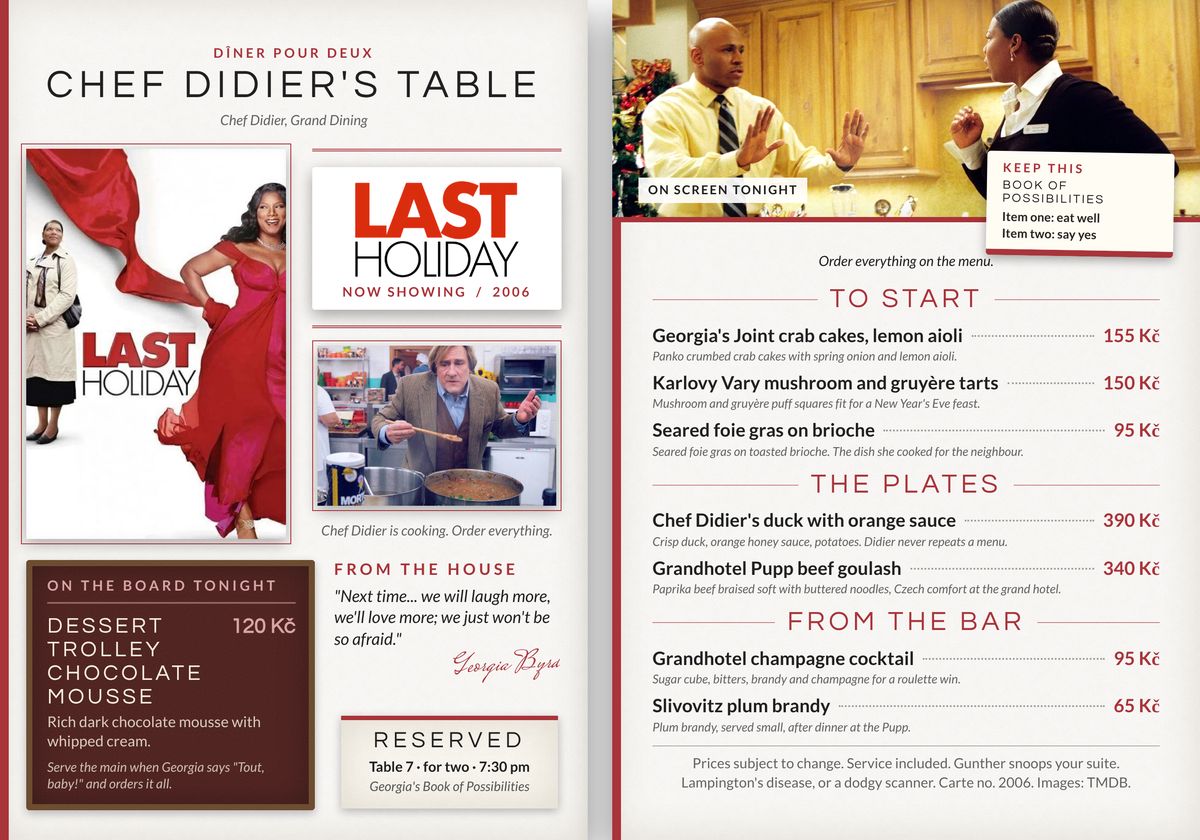 DÎNER POUR DEUX
CHEF DIDIER'S TABLE
Chef Didier, Grand Dining
LAST
HOLIDAY
LAST
HOLIDAY
NOW SHOWING / 2006
MOR
Chef Didier is cooking. Order everything.
ON THE BOARD TONIGHT
DESSERT TROLLEY CHOCOLATE MOUSSE 120 Kč
Rich dark chocolate mousse with
whipped cream.
Serve the main when Georgia says "Tout,
baby!" and orders it all.
FROM THE HOUSE
"Next time... we will laugh more,
we'll love more; we just won't be
so afraid."
Georgia Byrd
RESERVED
Table 7 · for two · 7:30 pm
Georgia's Book of Possibilities
ON SCREEN TONIGHT
KEEP THIS
BOOK OF
POSSIBILITIES
Item one: eat well
Item two: say yes
Order everything on the menu.
TO START
Georgia's Joint crab cakes, lemon aioli 155 Kč
Panko crumbed crab cakes with spring onion and lemon aioli.
Karlovy Vary mushroom and gruyère tarts 150 Kč
Mushroom and gruyère puff squares fit for a New Year's Eve feast.
Seared foie gras on brioche 95 Kč
Seared foie gras on toasted brioche. The dish she cooked for the neighbour.
THE PLATES
Chef Didier's duck with orange sauce 390 Kč
Crisp duck, orange honey sauce, potatoes. Didier never repeats a menu.
Grandhotel Pupp beef goulash 340 Kč
Paprika beef braised soft with buttered noodles, Czech comfort at the grand hotel.
FROM THE BAR
Grandhotel champagne cocktail 95 Kč
Sugar cube, bitters, brandy and champagne for a roulette win.
Slivovitz plum brandy 65 Kč
Plum brandy, served small, after dinner at the Pupp.
Prices subject to change. Service included. Gunther snoops your suite.
Lampington's disease, or a dodgy scanner. Carte no. 2006. Images: TMDB.